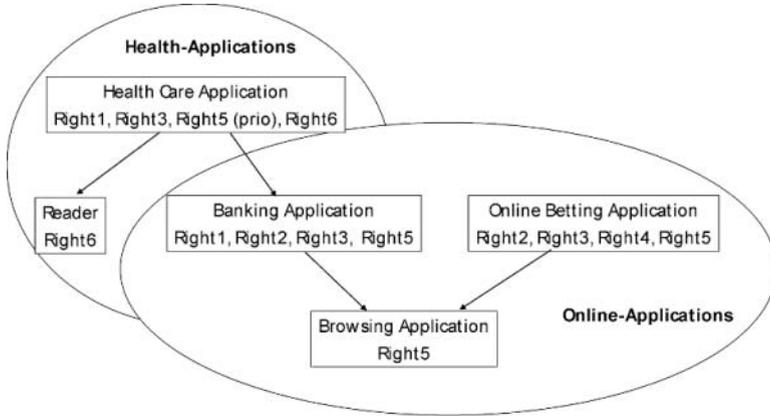 Health-Applications
Health Care Application
Right1, Right3, Right5 (prio), Right6
Reader
Right6
Banking Application
Right1, Right2, Right3, Right5
Online Betting Application
Right2, Right3, Right4, Right5
Browsing Application
Right5
Online-Applications